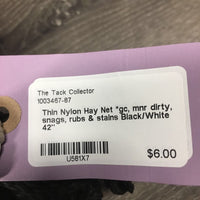 The Tack Collector
1003467-87
Thin Nylon Hay Net *gc, mnr dirty,
snags, rubs & stains Black/White
42"
U561X7
$6.00